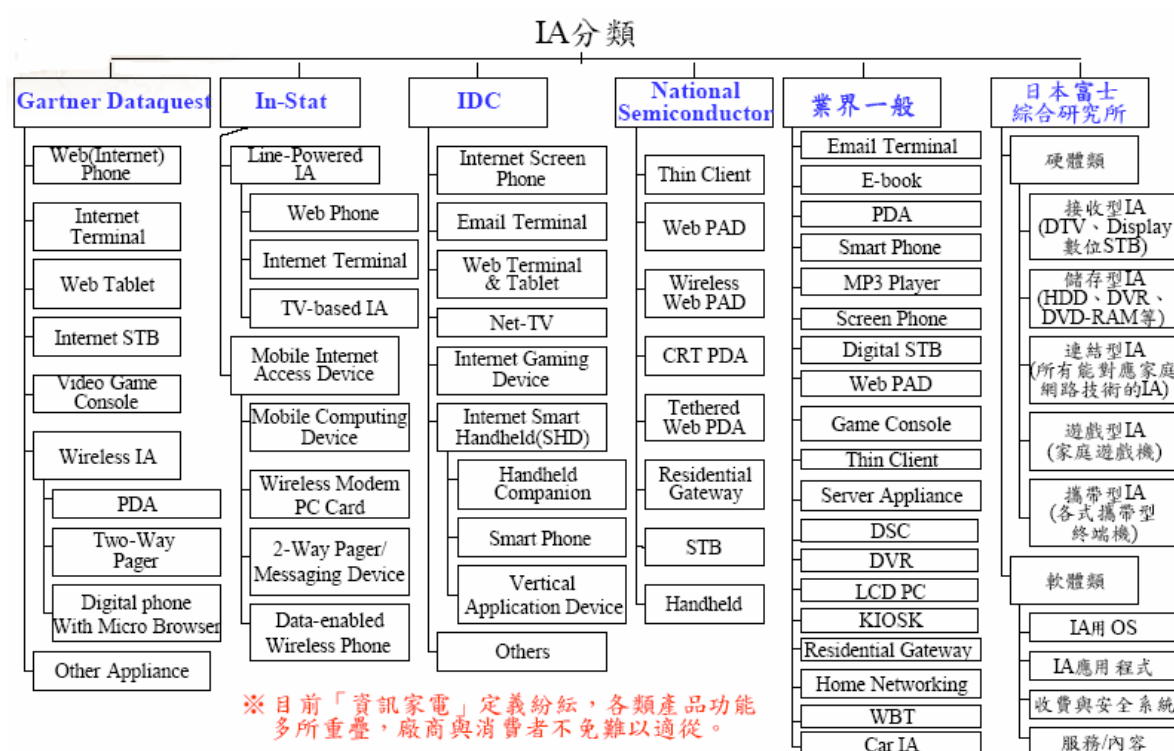 IA分類
Gartner Dataquest
Web(Internet)
Phone
Internet
Terminal
Web Tablet
Internet STB
Video Game
Console
Wireless IA
PDA
Two-Way
Pager
Digital phone
With Micro Browser
Other Appliance
In-Stat
Line-Powered
IA
Web Phone
Internet Terminal
TV-based IA
Mobile Internet
Access Device
Mobile Computing
Device
Wireless Modem
PC Card
2-Way Pager/
Messaging Device
Data-enabled
Wireless Phone
IDC
Internet Screen
Phone
Email Terminal
Web Terminal
& Tablet
Net-TV
Internet Gaming
Device
Internet Smart
Handheld(SHD)
Handheld
Companion
Smart Phone
Vertical
Application Device
Others
National
Semiconductor
Thin Client
Web PAD
Wireless
Web PAD
CRT PDA
Tethered
Web PDA
Residential
Gateway
STB
Handheld
業界一般
Email Terminal
E-book
PDA
Smart Phone
MP3 Player
Screen Phone
Digital STB
Web PAD
Game Console
Thin Client
Server Appliance
DSC
DVR
LCD PC
KIOSK
Residential Gateway
Home Networking
WBT
Car IA
日本富士
綜合研究所
硬體類
接收型IA
(DTV、Display
數位STB)
儲存型IA
(HDD、DVR、
DVD-RAM等)
連結型IA
(所有能對應家庭
網路技術的IA)
遊戲型IA
(家庭遊戲機)
攜帶型IA
(各式攜帶型
終端機)
軟體類
IA用 OS
IA應用程式
收費與安全系統
服務/內容
※目前「資訊家電」定義紛紜，各類產品功能
多所重疊，廠商與消費者不免難以適從。